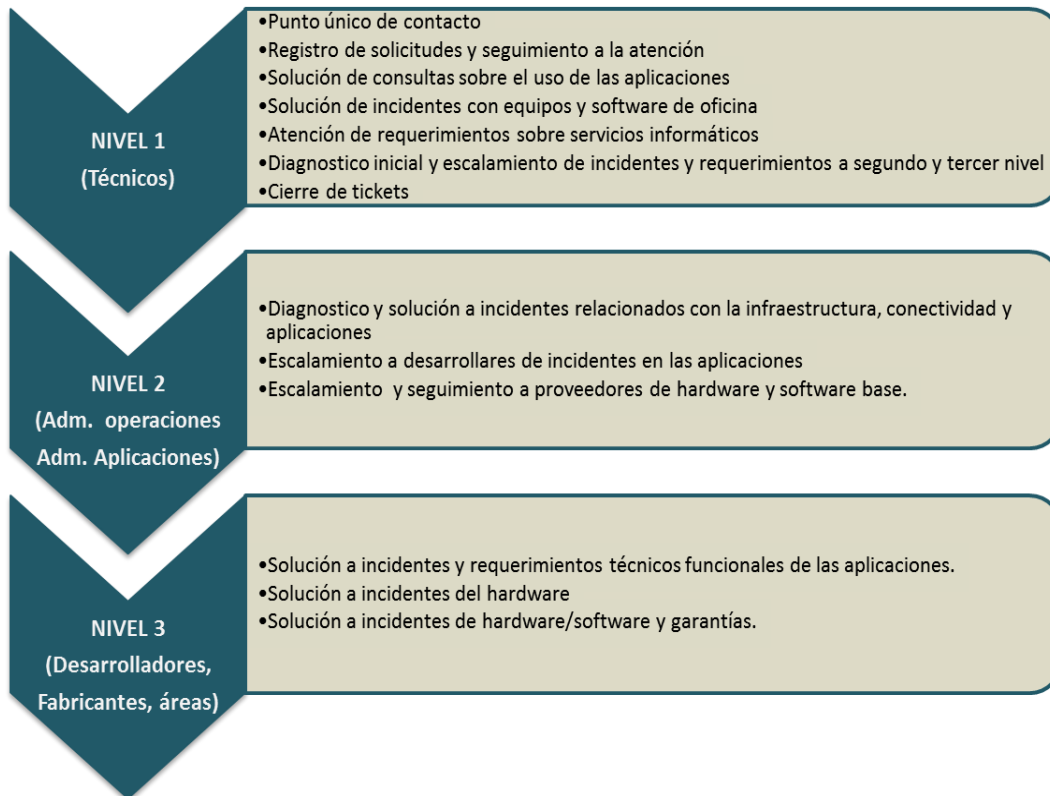 NIVEL 1
(Técnicos)
•Punto único de contacto
•Registro de solicitudes y seguimiento a la atención
•Solución de consultas sobre el uso de las aplicaciones
•Solución de incidentes con equipos y software de oficina
•Atención de requerimientos sobre servicios informáticos
•Diagnostico inicial y escalamiento de incidentes y requerimientos a segundo y tercer nivel
•Cierre de tickets
NIVEL 2
(Adm. operaciones
Adm. Aplicaciones)
•Diagnostico y solución a incidentes relacionados con la infraestructura, conectividad y
aplicaciones
•Escalamiento a desarrollares de incidentes en las aplicaciones
•Escalamiento y seguimiento a proveedores de hardware y software base.
NIVEL 3
(Desarrolladores,
Fabricantes, áreas)
•Solución a incidentes y requerimientos técnicos funcionales de las aplicaciones.
•Solución a incidentes del hardware
•Solución a incidentes de hardware/software y garantías.